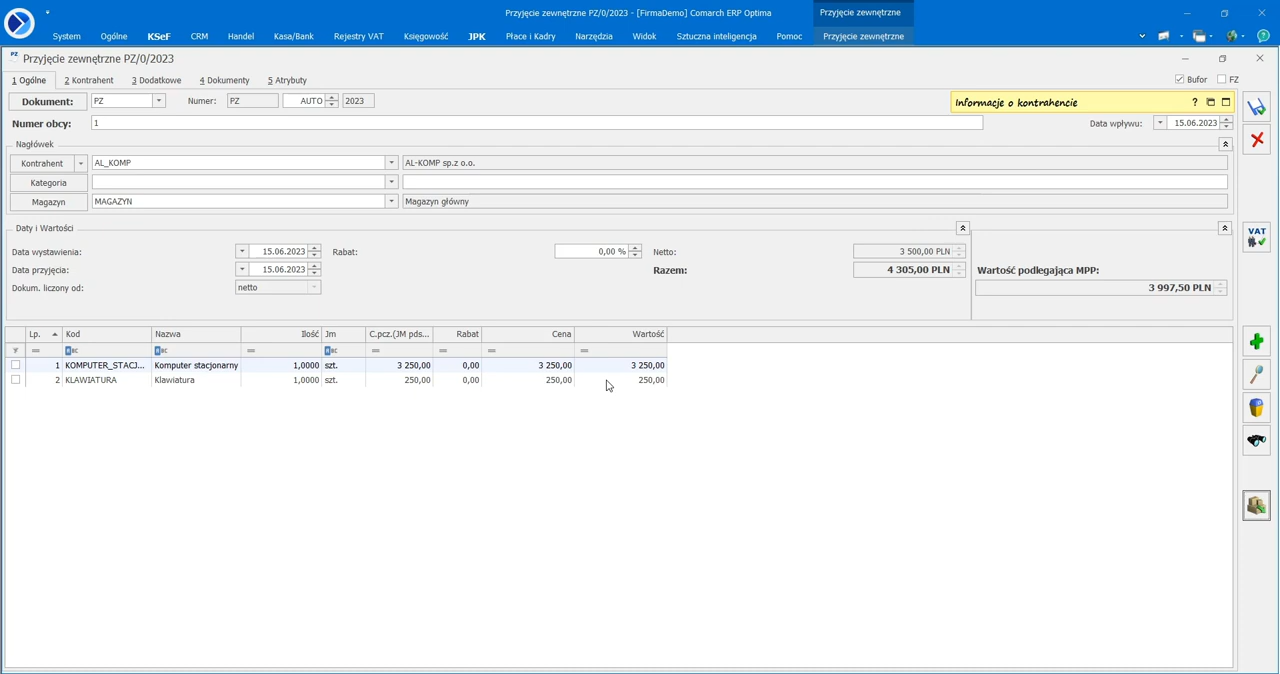 Przyjęcie zewnętrzne PZ/0/2023 - [FirmaDemo] Comarch ERP Optima
Przyjęcie zewnętrzne
System Ogólne KSeF CRM Handel Kasa/Bank Rejestry VAT Księgowość JPK Płace i Kadry Narzędzia Widok Sztuczna inteligencja Pomoc Przyjęcie zewnętrzne
PZ Przyjęcie zewnętrzne PZ/0/2023
1 Ogólne 2 Kontrahent 3 Dodatkowe 4 Dokumenty 5 Atrybuty Bufor FZ
Dokument: PZ Numer: PZ AUTO 2023 Informacje o kontrahencie ?
Numer obcy: 1 Data wpływu: 15.06.2023
Nagłówek
Kontrahent AL_KOMP AL-KOMP sp.z o.o.
Kategoria
Magazyn MAGAZYN Magazyn główny
Daty i Wartości
VAT
Data wystawienia: 15.06.2023 Rabat: 0,00 % Netto: 3 500,00 PLN
Data przyjęcia: 15.06.2023 Razem: 4 305,00 PLN Wartość podlegająca MPP:
Dokum. liczony od: netto 3 997,50 PLN
Lp. Kod Nazwa Ilość Jm C.pcz.(JM pds... Rabat Cena Wartość
1 KOMPUTER_STACJ... Komputer stacjonarny 1,0000 szt. 3 250,00 0,00 3 250,00 3 250,00
2 KLAWIATURA Klawiatura 1,0000 szt. 250,00 0,00 250,00 250,00